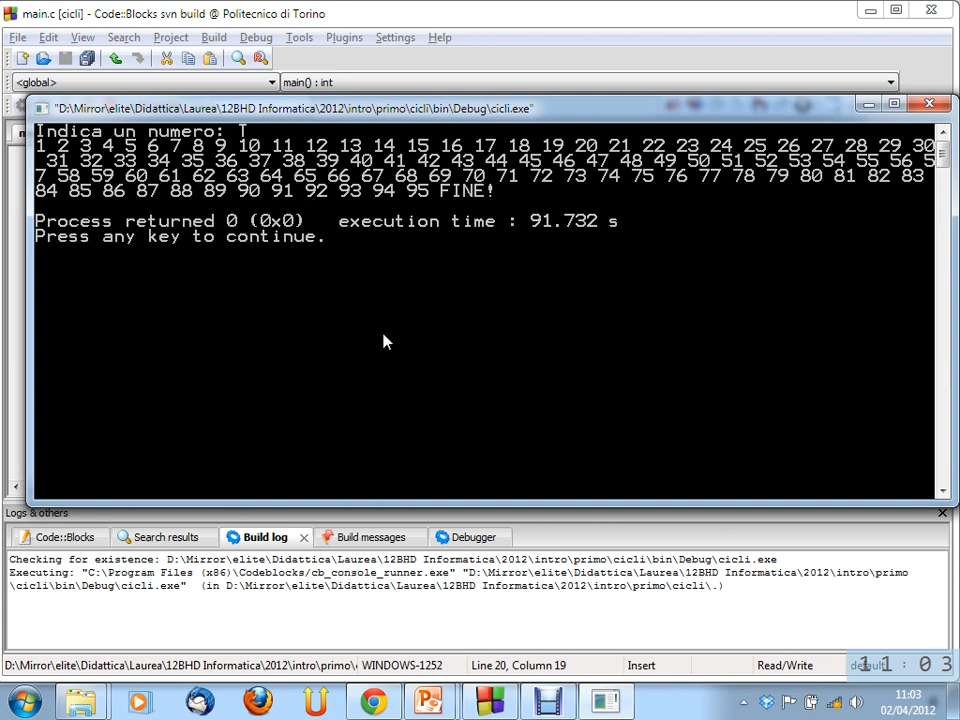 main.c [cicli] - Code::Blocks svn build @ Politecnico di Torino
File Edit View Search Project Build Debug Tools Plugins Settings Help
<global> main() : int
"D:\Mirror\elite\Didattica\Laurea\12BHD Informatica\2012\intro\primo\cicli\bin\Debug\cicli.exe"
Indica un numero: T
1 2 3 4 5 6 7 8 9 10 11 12 13 14 15 16 17 18 19 20 21 22 23 24 25 26 27 28 29 30
31 32 33 34 35 36 37 38 39 40 41 42 43 44 45 46 47 48 49 50 51 52 53 54 55 56 5
7 58 59 60 61 62 63 64 65 66 67 68 69 70 71 72 73 74 75 76 77 78 79 80 81 82 83
84 85 86 87 88 89 90 91 92 93 94 95 FINE!
Process returned 0 (0x0) execution time : 91.732 s
Press any key to continue.
Logs & others
Code::Blocks Search results Build log Build messages Debugger
Checking for existence: D:\Mirror\elite\Didattica\Laurea\12BHD Informatica\2012\intro\primo\cicli\bin\Debug\cicli.exe
Executing: "C:\Program Files (x86)\Codeblocks/cb_console_runner.exe" "D:\Mirror\elite\Didattica\Laurea\12BHD Informatica\2012\intro\primo
\cicli\bin\Debug\cicli.exe" (in D:\Mirror\elite\Didattica\Laurea\12BHD Informatica\2012\intro\primo\cicli\.)
D:\Mirror\elite\Didattica\Laurea\12BHD Informatica\2012\intro\primo\ WINDOWS-1252 Line 20, Column 19 Insert Read/Write default
11:03
11:03
02/04/2012